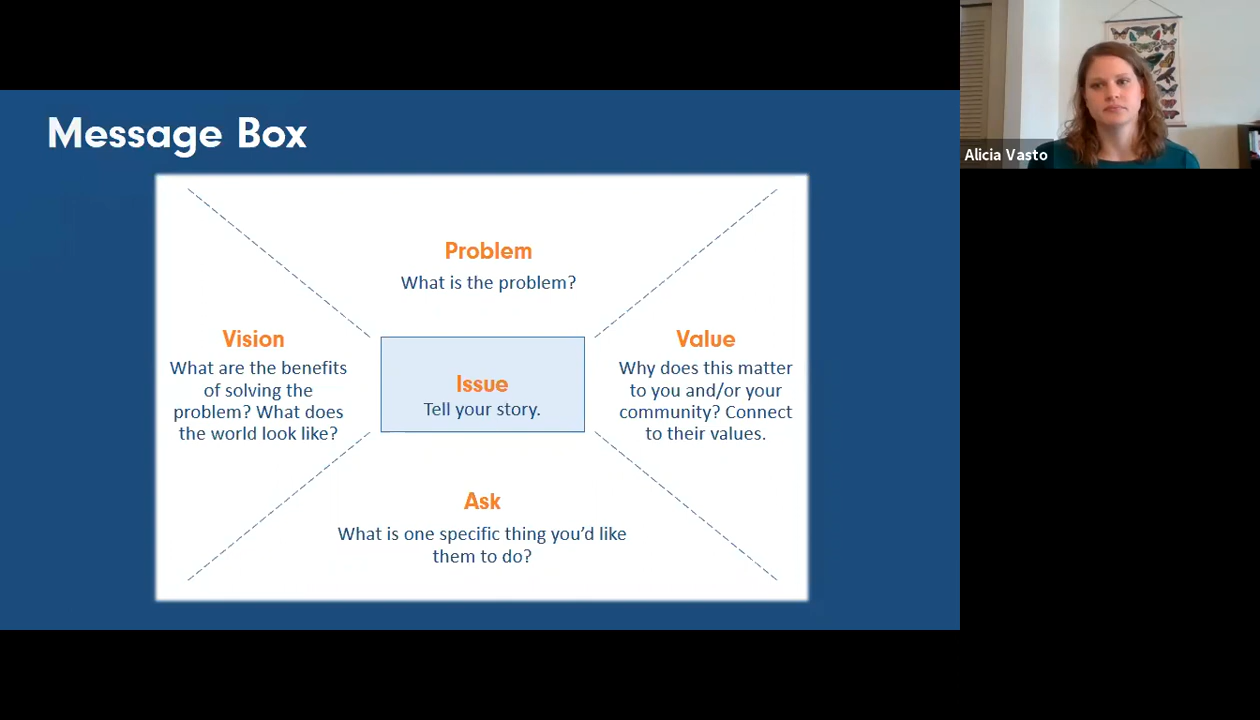 Message Box
Alicia Vasto
Problem
What is the problem?
Vision
What are the benefits
of solving the
problem? What does
the world look like?
Issue
Tell your story.
Value
Why does this matter
to you and/or your
community? Connect
to their values.
Ask
What is one specific thing you’d like
them to do?